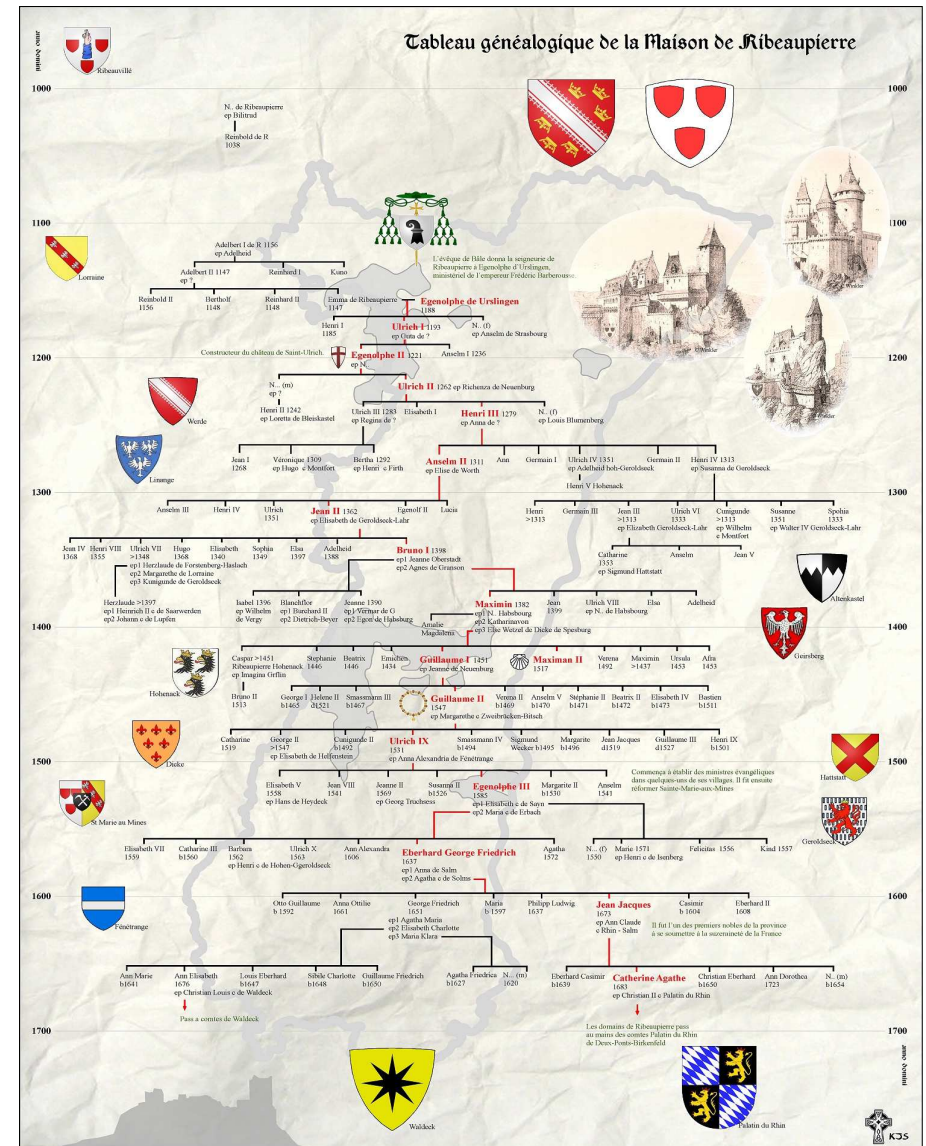 Tableau généalogique de la Maison de Ribeaupierre
anno domini
Ribeauvillé
1000
N.. de Ribeaupierre
ep Bilitrud
Reinbold de R
1038
1100
1100
Adelbert I de R 1156
ep Adelheid
Lorraine
L'évêque de Bâle donna la seigneurie de
Ribeaupierre à Egenolphe d'Urslingen,
ministériel de l'empereur Frédéric Barberousse
Adelbert II 1147
ep ?
Reinhard I
Kuno
Reinbold II
1156
Bertholf
1148
Reinhard II
1148
Emma de Ribeaupierre
1147
Egenolphe de Urslingen
1188
Henri I
1185
Ulrich I 1193
ep Guta de ?
N.. (f)
ep Anselm de Strasbourg
Constructeur du château de Saint-Ulrich.
Egenolphe II 1221
ep N
Anselm I 1236
1200
1200
N... (m)
ep ?
Ulrich II 1262 ep Richenza de Neuenburg
Werde
Henri II 1242
ep Loretta de Bleiskastel
Ulrich III 1283
ep Regina de ?
Elisabeth I
Henri III 1279
ep Anna de ?
N.. (f)
ep Louis Blumenberg
Linange
Jean I
1268
Véronique 1309
ep Hugo c Montfort
Bertha 1292
ep Henri c Firth
Anselm II 1311
ep Elise de Worth
Ann
Germain I
Ulrich IV 1351
ep Adelheid hoh-Geroldseck
Germain II
Henri IV 1313
ep Susanna de Geroldseck
Henri V Hohenack
1300
1300
Anselm III
Henri IV
Ulrich
1351
Jean II 1362
ep Elisabeth de Geroldseck-Lahr
Egenolf II
Lucia
Henri
>1313
Germain III
Jean III
>1313
ep Elizabeth Geroldseck-Lahr
Ulrich VI
1333
Cunigunde
>1313
ep Wilhelm
c Montfort
Susanne
1351
ep Walter IV Geroldseck-Lahr
Spohia
1333
Jean IV
1368
Henri VIII
1355
Ulrich VII
>1348
ep1 Herzlaude de Forstenberg-Haslach
ep2 Margarethe de Lorraine
ep3 Kunigunde de Geroldseck
Hugo
1368
Elisabeth
1340
Sophia
1349
Elsa
1397
Adelheid
1388
Bruno I 1398
ep1 Jeanne Oberstadt
ep2 Agnes de Granson
Catharine
1353
ep Sigmund Hattstatt
Anselm
Jean V
Altenkastel
Herzlaude >1397
ep1 Heinrich II c de Saarwerden
ep2 Johann c de Lupfen
Isabel 1396
ep Wilhelm
de Vergy
Blanchflor
ep1 Burchard II
ep2 Dietrich-Beyer
Jeanne 1390
ep1 Vermar de G
ep2 Egon de Habsburg
Maximin 1382
ep1 N.. Habsbourg
ep2 Katharinavon
ep3 Else Wetzel de Dicke de Spesburg
Jean
1399
Ulrich VIII
ep N.. de Habsbourg
Elsa
Adelheid
Amalie
Magdalena
1400
1400
Geirsberg
Hohenack
Caspar >1451
Ribeaupierre Hohenack
ep Imagina Grflin
Stephanie
1446
Beatrix
1446
Emichen
1434
Guillaume I 1451
ep Jeanne de Neuenburg
Maximan II
1517
Verena
1492
Maximin
>1437
Ursula
1453
Afra
1453
Bruno II
1513
George I
b1465
Helene II
d1521
Smassmann III
b1467
Guillaume II
1547
ep Margarethe c Zweibrücken-Bitsch
Verena II
b1469
Anselm V
b1470
Stéphanie II
b1471
Beatrix II
b1472
Elisabeth IV
b1473
Bastien
b1511
Dicke
Catharine
1519
George II
>1547
ep Elisabeth de Helfenstein
Cunigunde II
b1492
Ulrich IX
1531
ep Anna Alexandria de Fénétrange
Smassmann IV
b1494
Sigmund
Wecker b1495
Margarite
b1496
Jean Jacques
d1519
Guillaume III
d1527
Henri IX
b1501
1500
1500
Hattstatt
St Marie au Mines
Elisabeth V
1558
ep Hans de Heydeck
Jean VIII
1541
Jeanne II
1569
ep Georg Truchsess
Susanna II
b1526
Egenolphe III
1585
ep1 Elisabeth c de Sayn
ep2 Maria c de Erbach
Margarite II
b1530
Anselm
1541
Commença à établir des ministres évangéliques
dans quelques-uns de ses villages. Il fit ensuite
réformer Sainte-Marie-aux-Mines
Geroldseck
Elisabeth VII
1559
Catharine III
b1560
Barbara
1562
ep Henri c de Hohen-Ggeroldseck
Ulrich X
1563
Ann Alexandra
1606
Eberhard George Friedrich
1637
ep1 Anna de Salm
ep2 Agatha c de Solms
Agatha
1572
N... (f)
1550
Marie 1571
ep Henri c de Isenberg
Felicitas 1556
Kind 1557
1600
1600
Fénétrange
Otto Guillaume
b 1592
Anna Ottilie
1661
George Friedrich
1651
ep1 Agatha Maria
ep2 Elisabeth Charlotte
ep3 Maria Klara
Maria
b 1597
Philipp Ludwig
1637
Jean Jacques
1673
ep Ann Claude
c Rhin - Salm
Casimir
b 1604
Eberhard II
1608
Il fut l'un des premiers nobles de la province
à se soumettre à la suzeraineté de la France
Ann Marie
b1641
Ann Elisabeth
1676
ep Christian Louis c de Waldeck
Louis Eberhard
b1647
Sibile Charlotte
b1648
Guillaume Friedrich
b1650
Agatha Friedrica
b1627
N... (m)
1620
Eberhard Casimir
b1639
Catherine Agathe
1683
ep Christian II c Palatin du Rhin
Christian Eberhard
b1650
Ann Dorothea
1723
N.. (m)
b1654
Pass a comtes de Waldeck
Les domains de Ribeaupierre pass
au mains des comtes Palatin du Rhin
de Deux-Ponts-Birkenfeld
1700
1700
anno domini
Waldeck
Palatin du Rhin
KJS